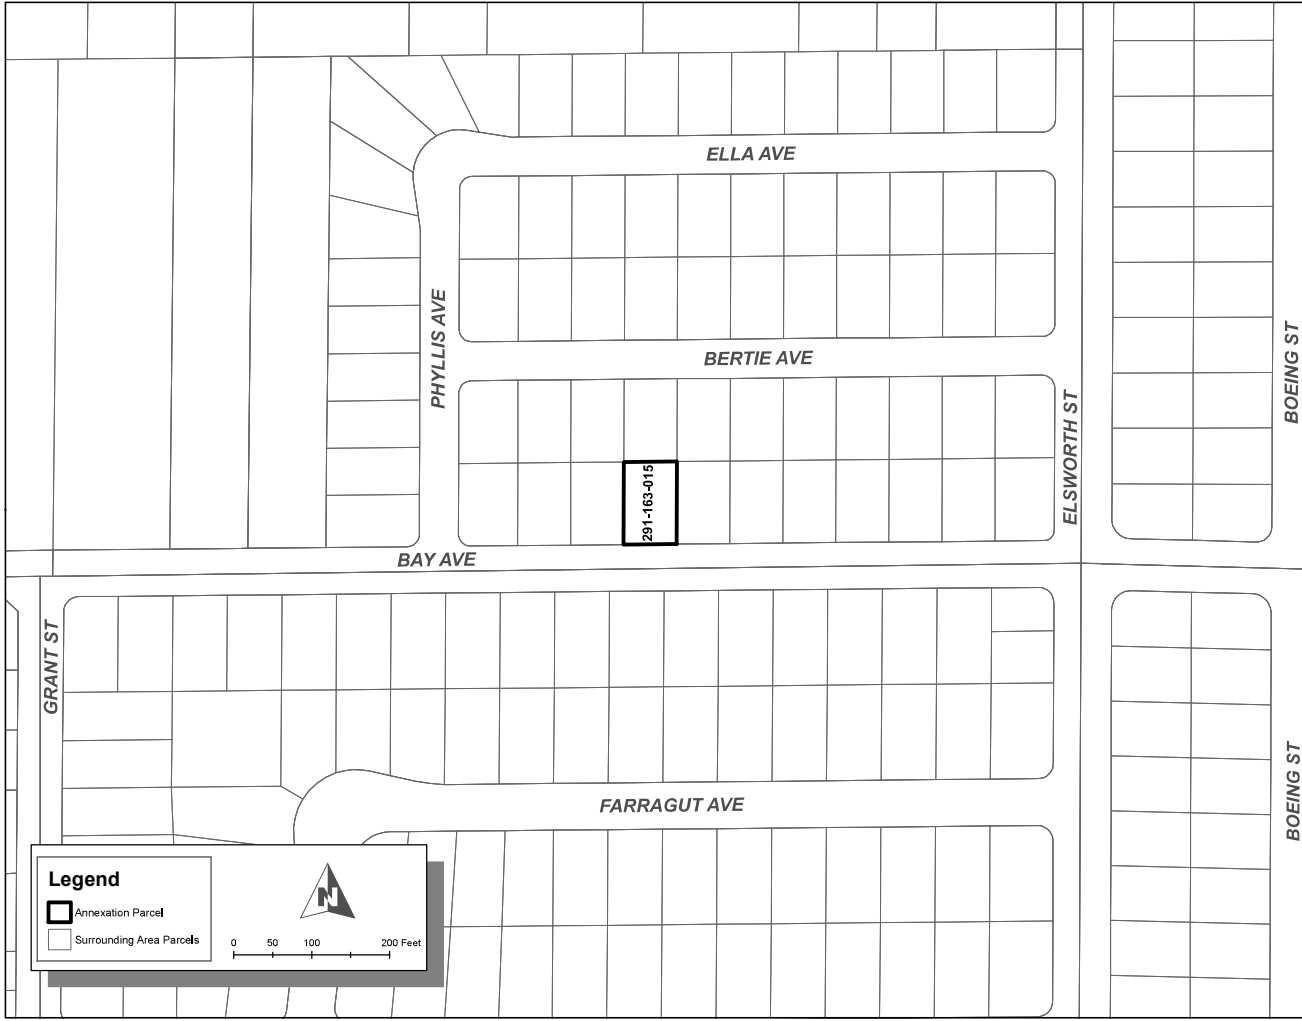 ELLA AVE
PHYLLIS AVE
BERTIE AVE
BOEING ST
ELSWORTH ST
291-163-015
BAY AVE
GRANT ST
FARRAGUT AVE
BOEING ST
Legend
Annexation Parcel
Surrounding Area Parcels
N
0 50 100 200 Feet